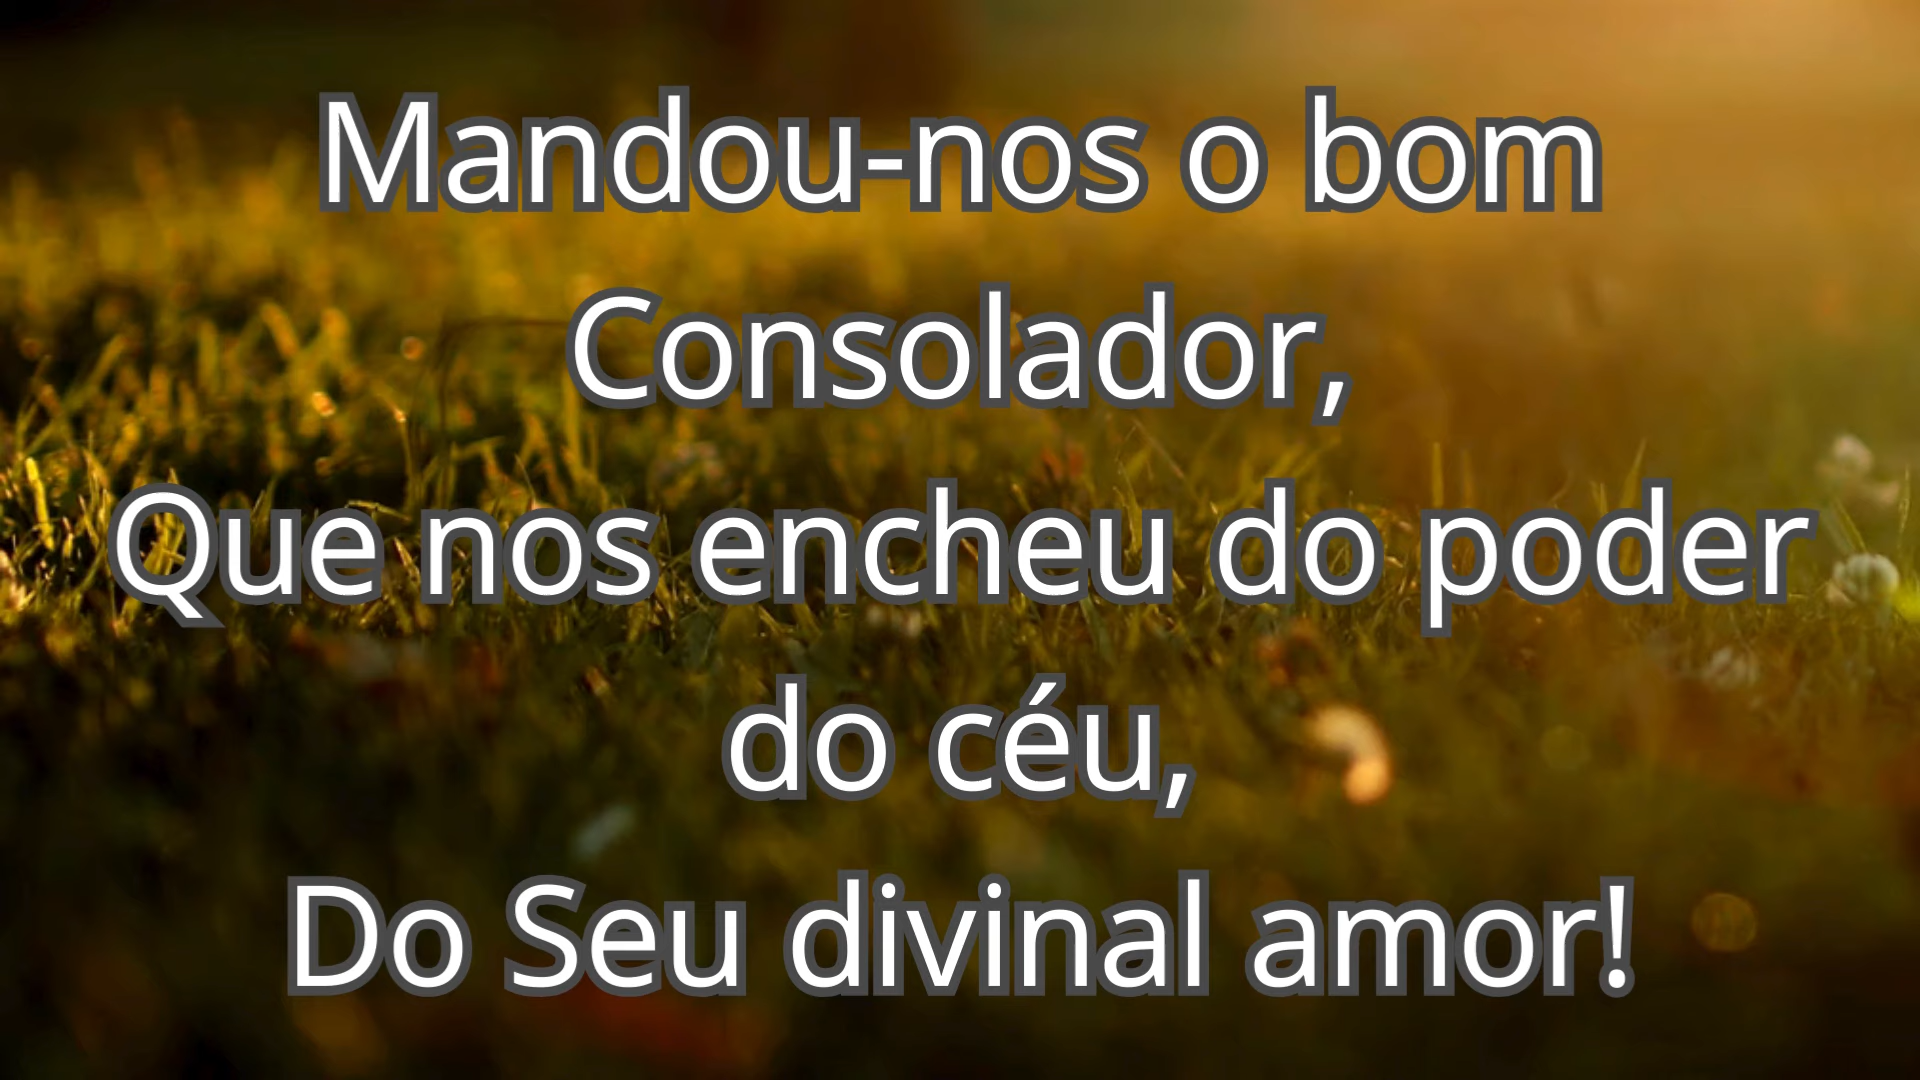 Mandou-nos o bom
Consolador,
Que nos encheu do poder
do céu,
Do Seu divinal amor!